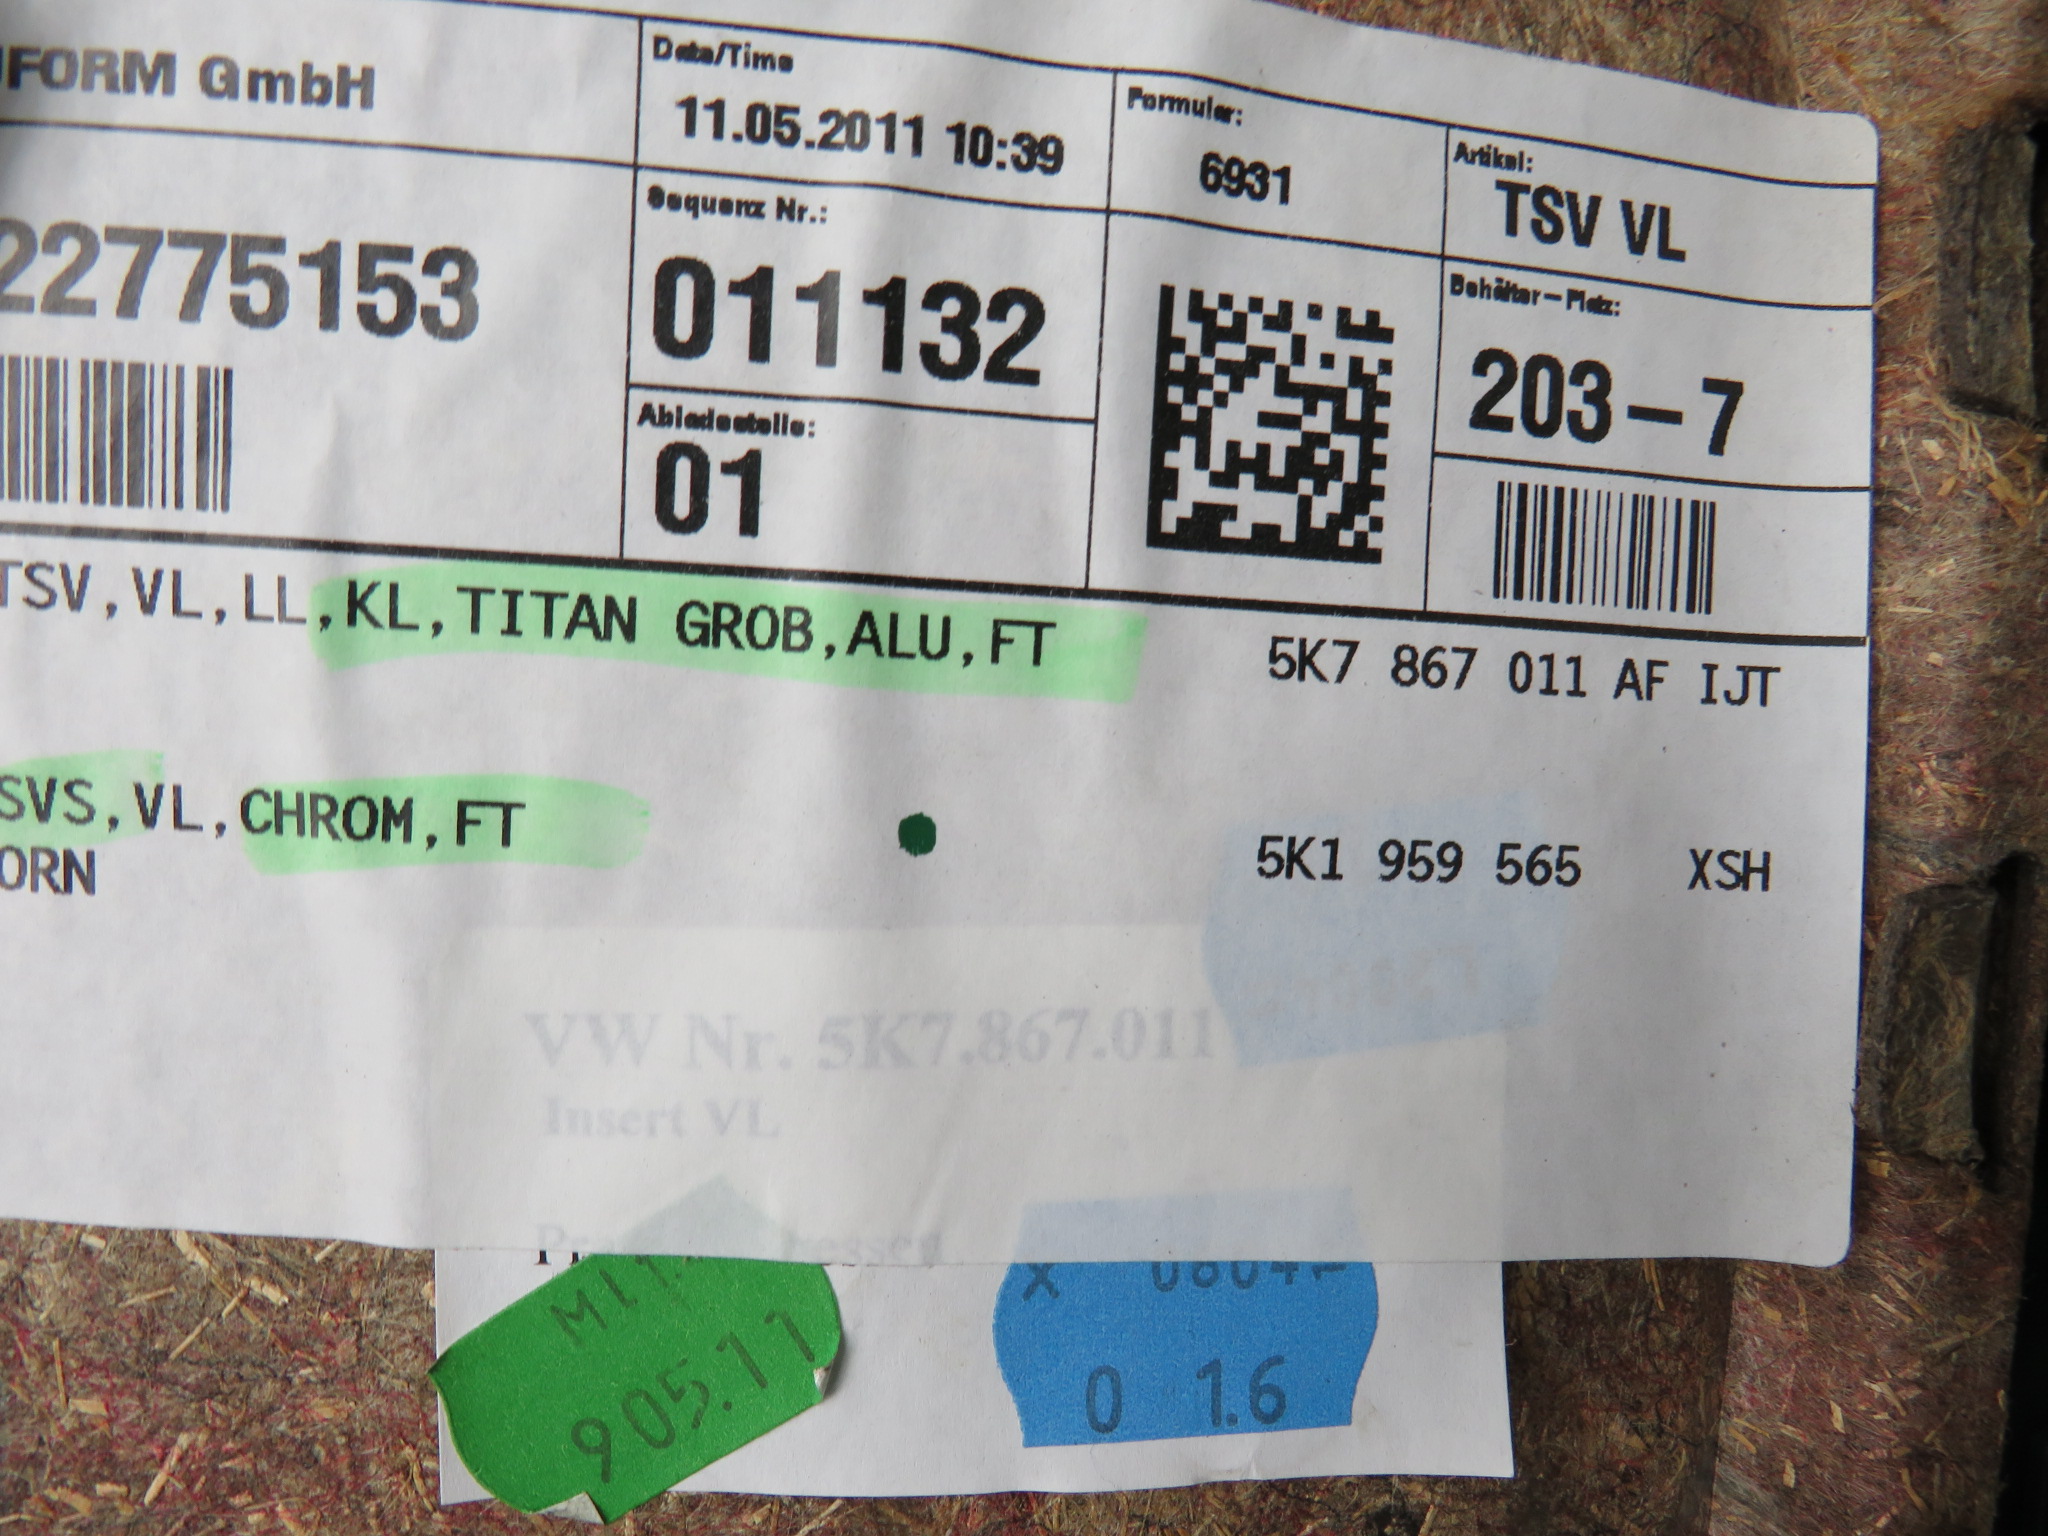 FORM GmbH
Date/Time
11.05.2011 10:39
Formular:
6931
Artikel:
TSV VL
22775153
Sequenz Nr.:
011132
Behälter-Platz:
203-7
Abladestelle:
01
TSV,VL,LL,KL,TITAN GROB,ALU,FT
5K7 867 011 AF IJT
SVS,VL,CHROM,FT
5K1 959 565 XSH
ORN
VW Nr. 5K7.867.011
Insert VL
905.11
0 1.6